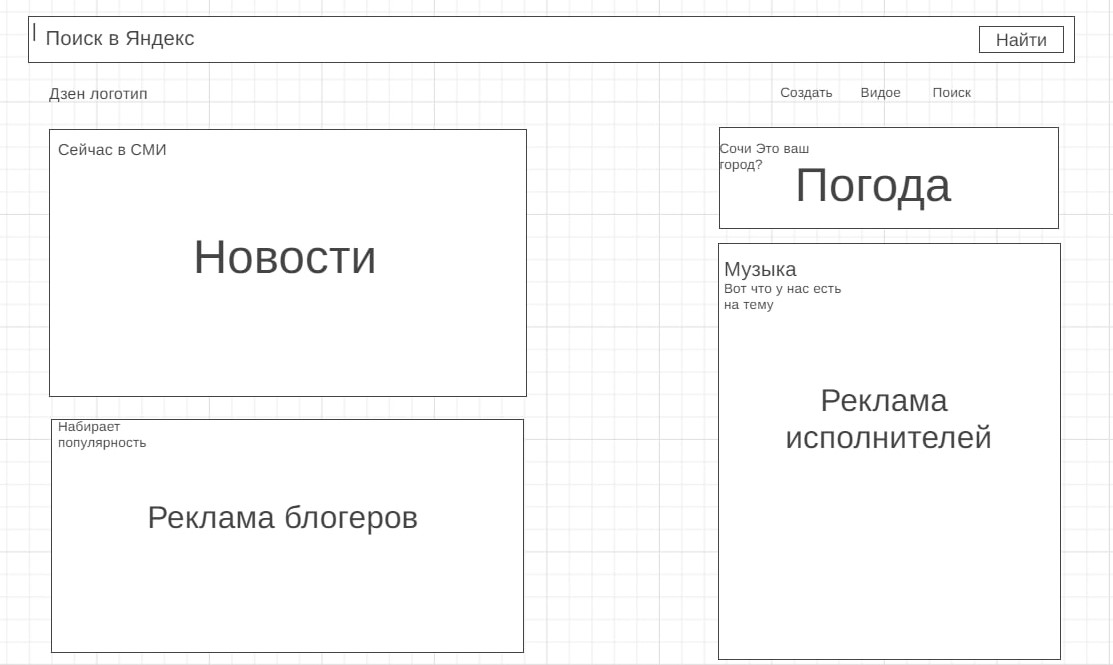 Поиск в Яндекс
Найти
Дзен логотип
Создать
Видое
Поиск
Сейчас в СМИ
Новости
Сочи Это ваш
город?
Погода
Музыка
Вот что у нас есть
на тему
Реклама
исполнителей
Набирает
популярность
Реклама блогеров